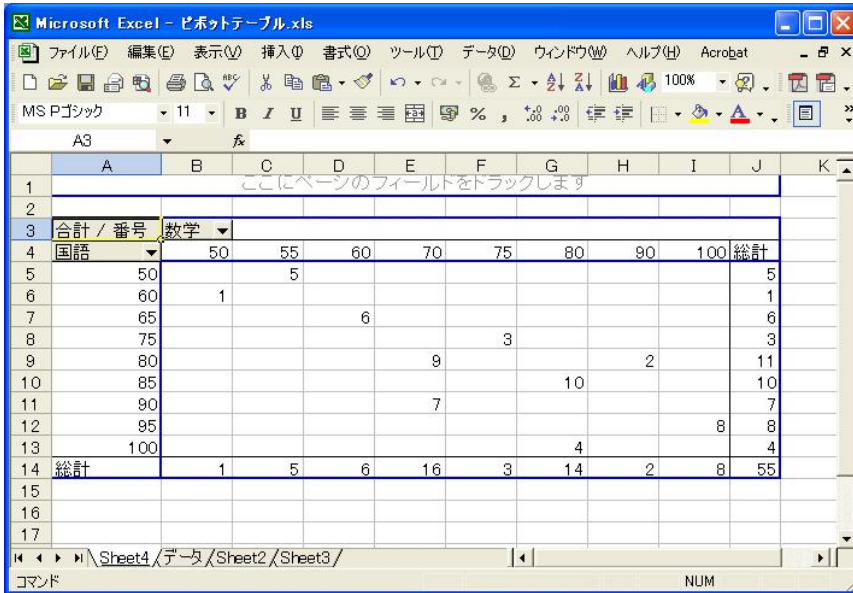 Microsoft Excel - ピボットテーブル.xls
ファイル(F) 編集(E) 表示(V) 挿入(I) 書式(O) ツール(T) データ(D) ウィンドウ(W) ヘルプ(H) Acrobat
100%
MS Pゴシック 11 B I U % ,
A3 fx
A B C D E F G H I J K
1 ここにページのフィールドをドラッグします
2
3 合計 / 番号 数学
4 国語 50 55 60 70 75 80 90 100 総計
5 50 5 5
6 60 1 1
7 65 6 6
8 75 3 3
9 80 9 2 11
10 85 10 10
11 90 7 7
12 95 8 8
13 100 4 4
14 総計 1 5 6 16 3 14 2 8 55
15
16
17
Sheet4 データ Sheet2 Sheet3
コマンド NUM